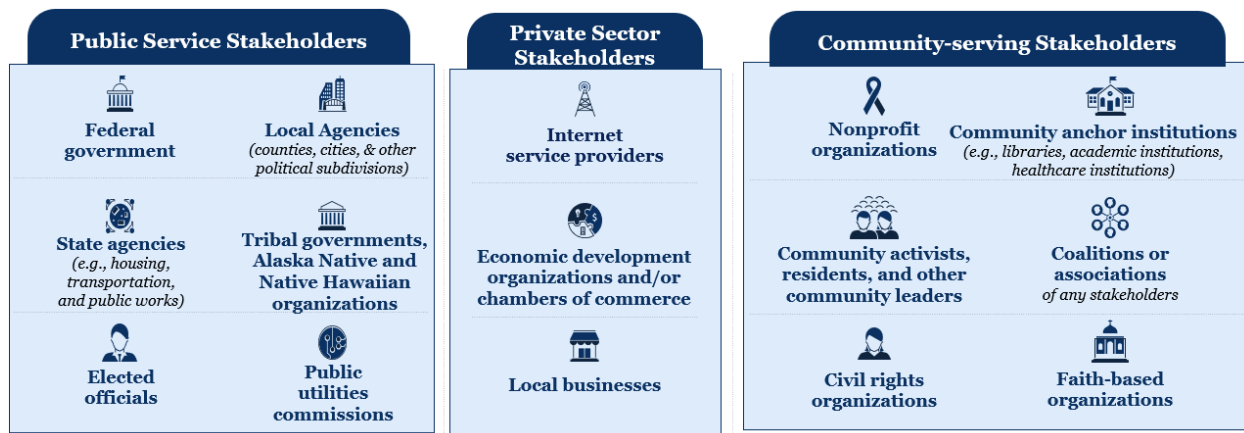 Public Service Stakeholders
Federal
government
Local Agencies
(counties, cities, & other
political subdivisions)
State agencies
(e.g., housing,
transportation,
and public works)
Tribal governments,
Alaska Native and
Native Hawaiian
organizations
Elected
officials
Public
utilities
commissions
Private Sector
Stakeholders
Internet
service providers
Economic development
organizations and/or
chambers of commerce
Local businesses
Community-serving Stakeholders
Nonprofit
organizations
Community anchor institutions
(e.g., libraries, academic institutions,
healthcare institutions)
Community activists,
residents, and other
community leaders
Coalitions or
associations
of any stakeholders
Civil rights
organizations
Faith-based
organizations